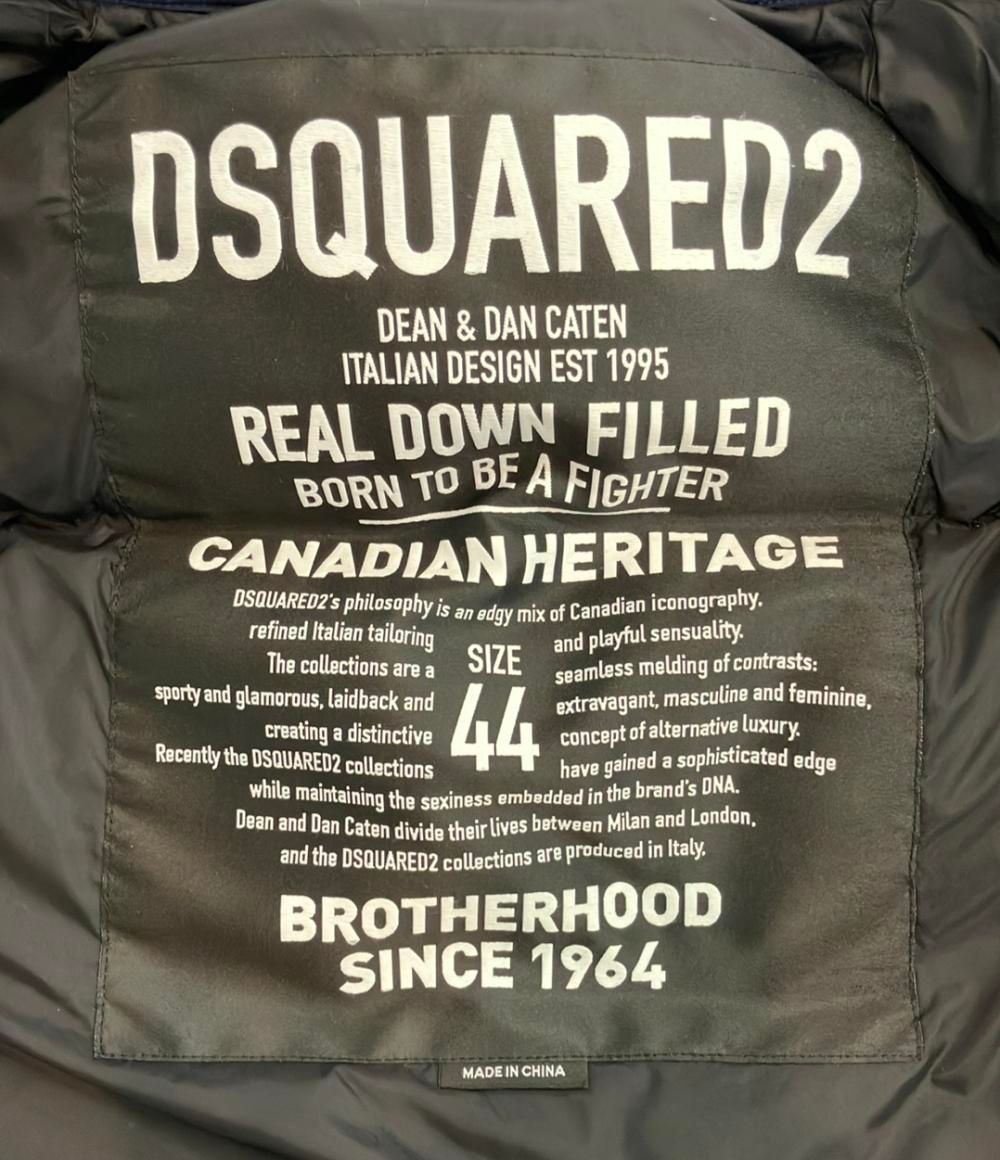 DSQUARED2
DEAN & DAN CATEN
ITALIAN DESIGN EST 1995
REAL DOWN FILLED
BORN TO BE A FIGHTER
CANADIAN HERITAGE
DSQUARED2's philosophy is an edgy mix of Canadian iconography.
refined Italian tailoring and playful sensuality.
The collections are a seamless melding of contrasts:
sporty and glamorous, laidback and extravagant, masculine and feminine,
creating a distinctive concept of alternative luxury.
Recently the DSQUARED2 collections have gained a sophisticated edge
SIZE
44
while maintaining the sexiness embedded in the brand's DNA.
Dean and Dan Caten divide their lives between Milan and London,
and the DSQUARED2 collections are produced in Italy.
BROTHERHOOD
SINCE 1964
MADE IN CHINA